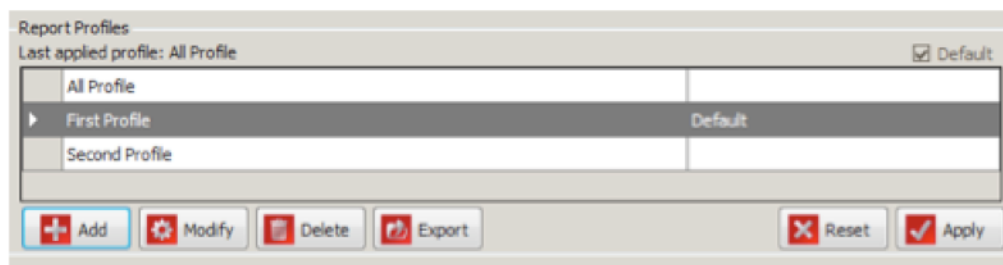 Report Profiles
Last applied profile: All Profile Default
All Profile
First Profile Default
Second Profile
Add Modify Delete Export Reset Apply